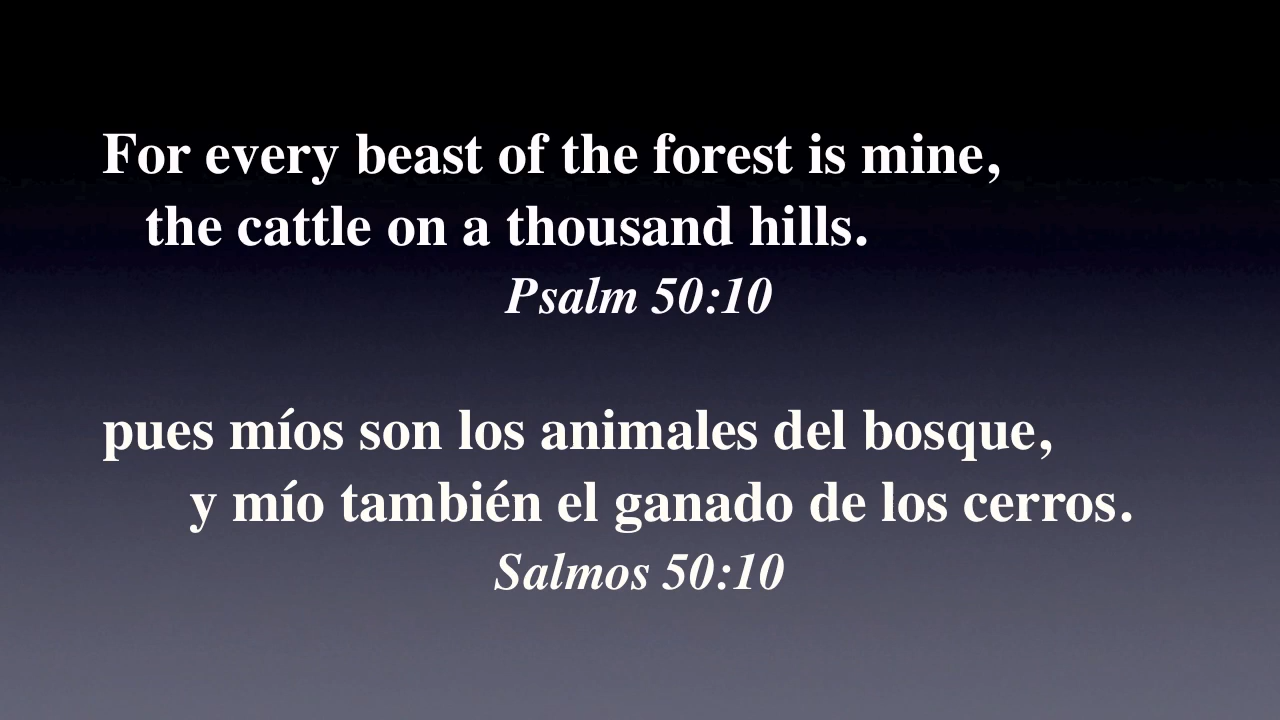 For every beast of the forest is mine,
the cattle on a thousand hills.
Psalm 50:10
pues míos son los animales del bosque,
y mío también el ganado de los cerros.
Salmos 50:10